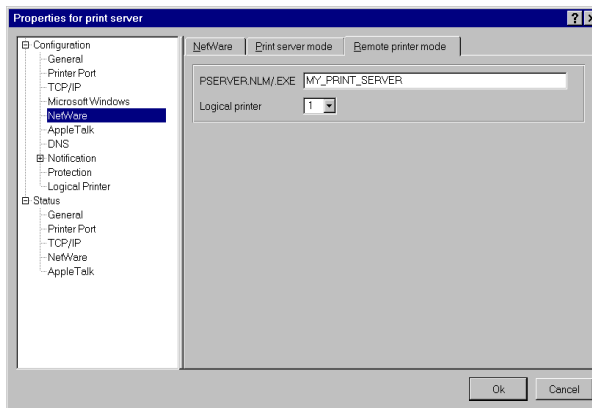 Properties for print server
Configuration
General
Printer Port
TCP/IP
Microsoft Windows
NetWare
AppleTalk
DNS
Notification
Protection
Logical Printer
Status
General
Printer Port
TCP/IP
NetWare
AppleTalk
NetWare Print server mode Remote printer mode
PSERVER.NLM/.EXE MY_PRINT_SERVER
Logical printer 1
Ok Cancel